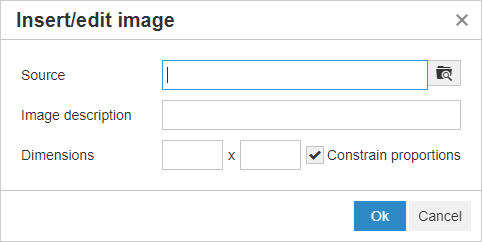 Insert/edit image
Source
Image description
Dimensions x Constrain proportions
Ok Cancel